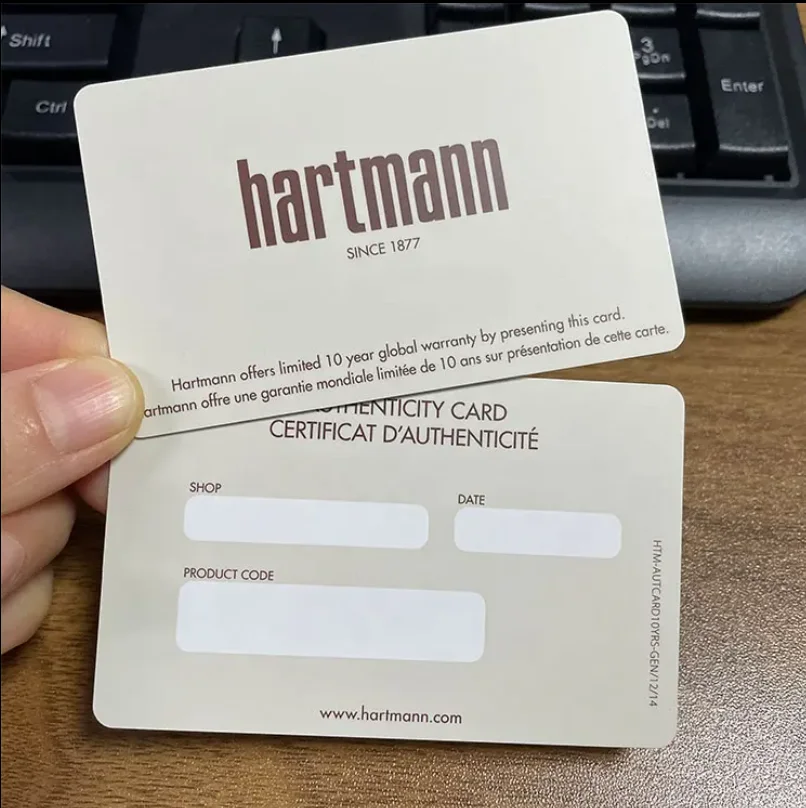 Shift
Ctrl
↑
3
PgDn
Enter
Del
hartmann
SINCE 1877
Hartmann offers limited 10 year global warranty by presenting this card.
artmann offre une garantie mondiale limitée de 10 ans sur présentation de cette carte.
AUTHENTICITY CARD
CERTIFICAT D'AUTHENTICITÉ
SHOP
DATE
PRODUCT CODE
HTM-AUTCARD10YRS-GEN/12/14
www.hartmann.com